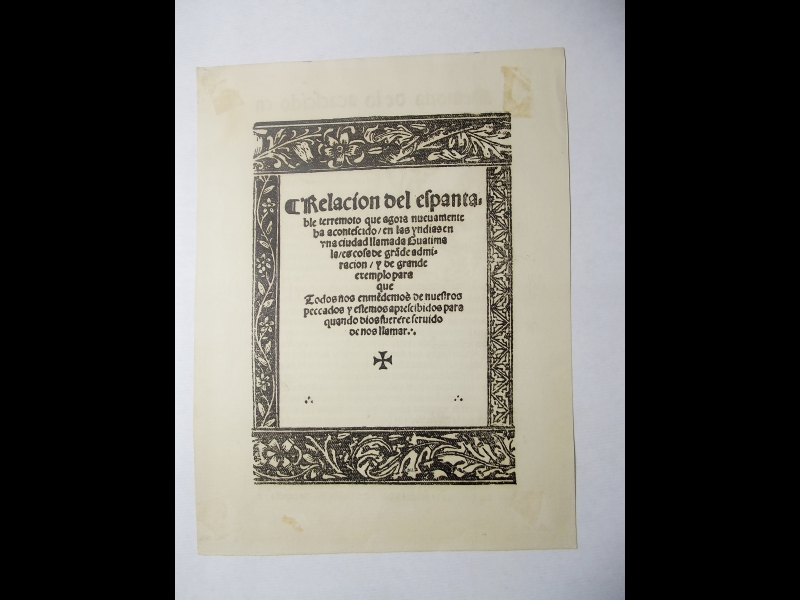 ¶Relacion del espanta-
ble terremoto que agora nueuamente
ha acontescido / en las yndias en
vna ciudad llamada Guatima
la / es cosa de grãde admi-
racion / y de grande
exemplo para
que
Todos nos enmẽdemos de nuestros
peccados y estemos aprescibidos para
quando dios fuere seruido
de nos llamar ∴